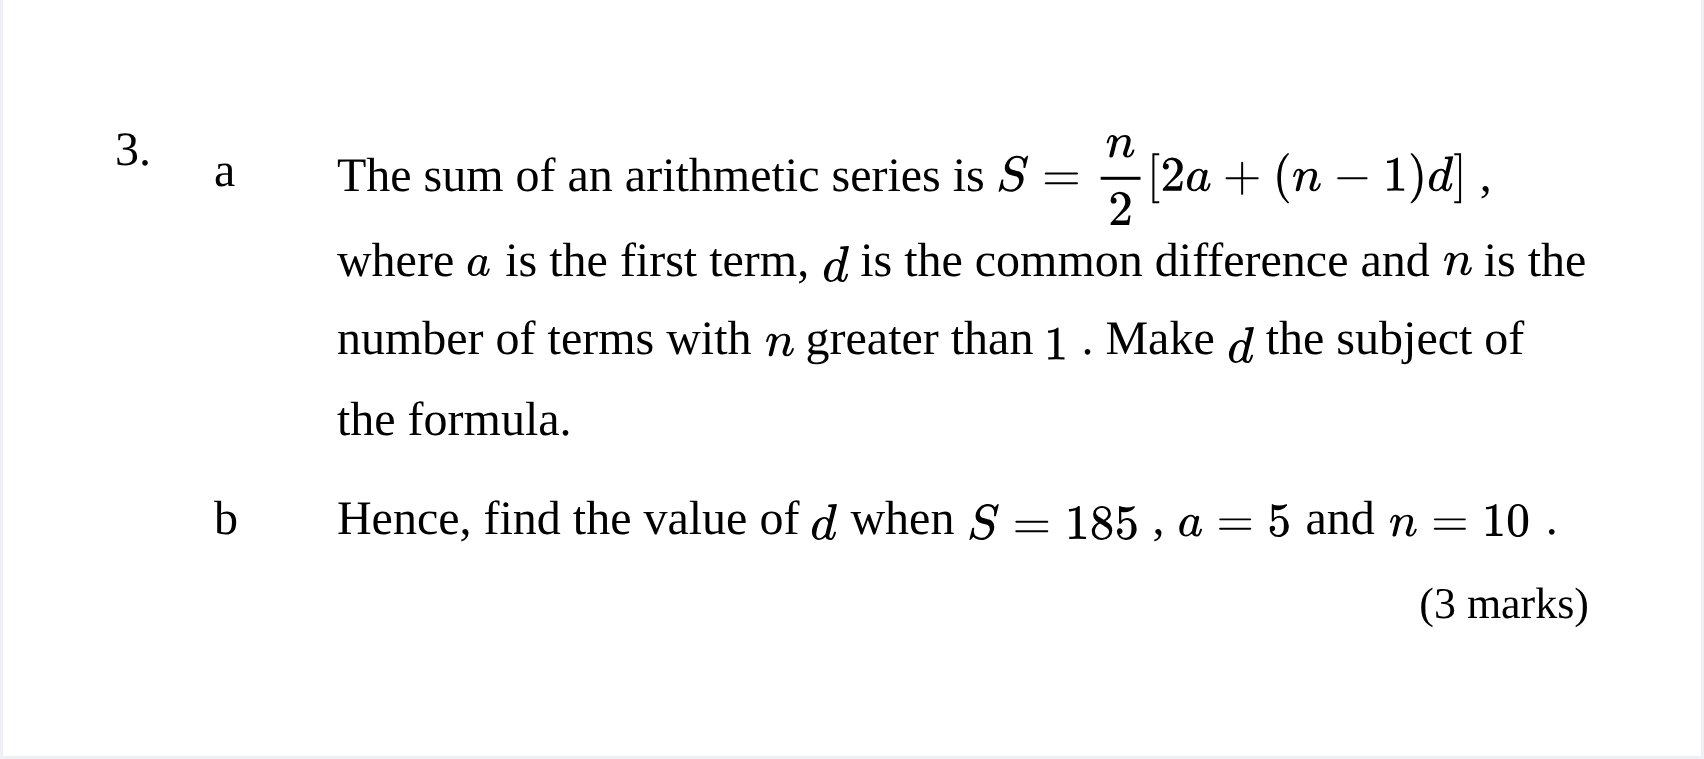 3. a The sum of an arithmetic series is S = n/2 [2a + (n − 1)d] ,
where a is the first term, d is the common difference and n is the
number of terms with n greater than 1 . Make d the subject of
the formula.
b Hence, find the value of d when S = 185 , a = 5 and n = 10 .
(3 marks)